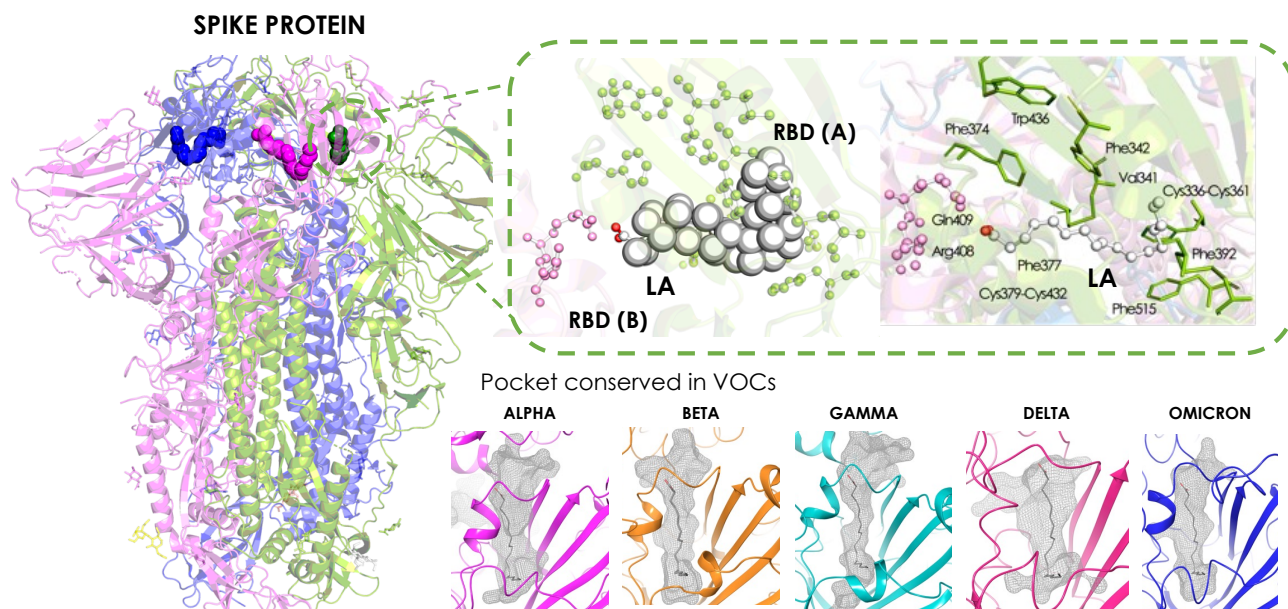 SPIKE PROTEIN
RBD (A)
LA
RBD (B)
Trp436
Phe374
Phe342
Val341
Cys336-Cys361
Gln409
Arg408
Phe392
Phe377
LA
Cys379-Cys432
Phe515
Pocket conserved in VOCs
ALPHA
BETA
GAMMA
DELTA
OMICRON